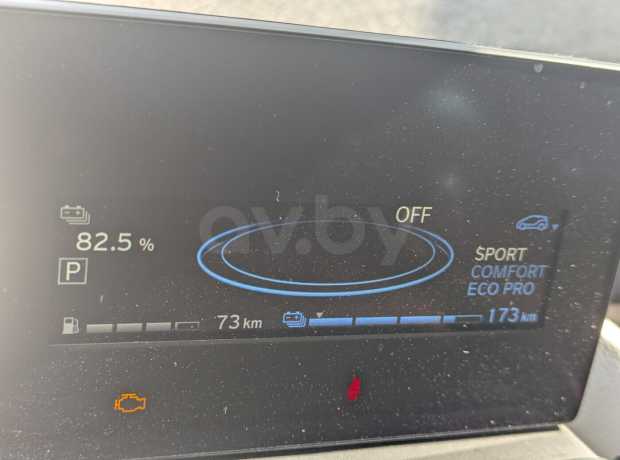 OFF
82.5 %
P
SPORT
COMFORT
ECO PRO
73 km
173 km
av.by